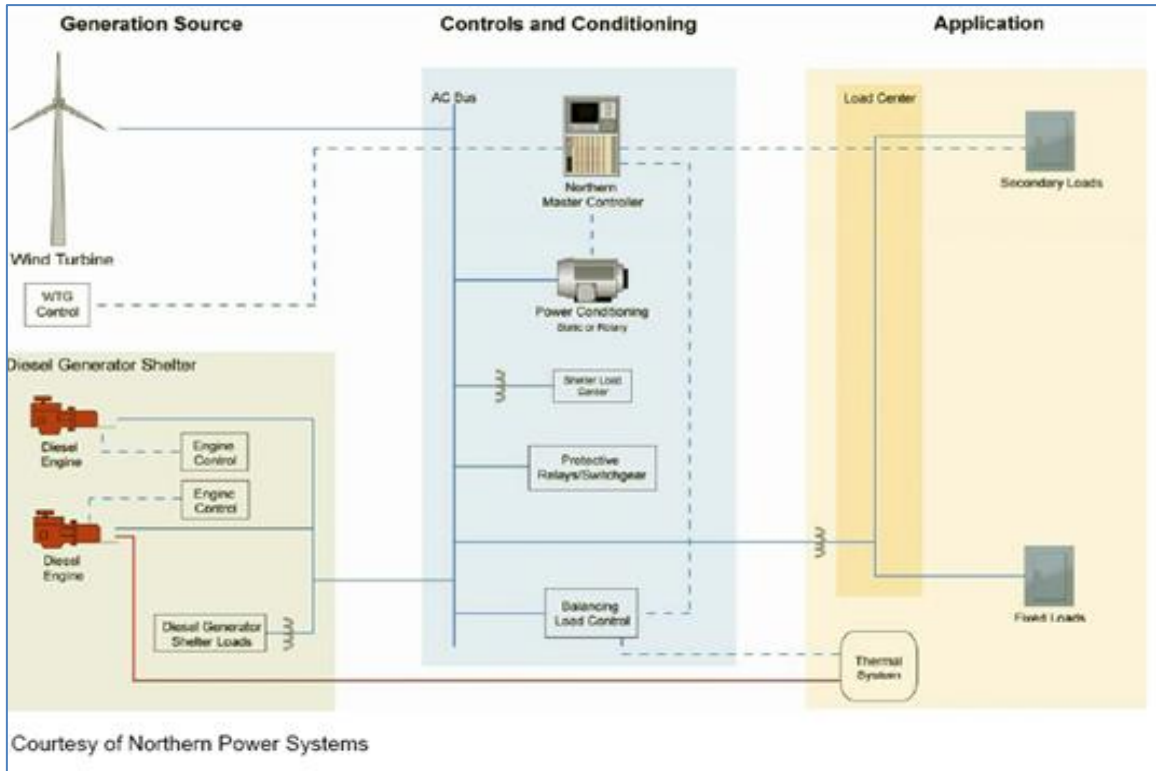 Generation Source
Controls and Conditioning
Application
AC Bus
Load Center
Northern
Master Controller
Secondary Loads
Wind Turbine
WTG
Control
Power Conditioning
Static or Rotary
Diesel Generator Shelter
Shelter Load
Center
Diesel
Engine
Engine
Control
Protective
Relays/Switchgear
Engine
Control
Diesel
Engine
Diesel Generator
Shelter Loads
Balancing
Load Control
Fixed Loads
Thermal
System
Courtesy of Northern Power Systems